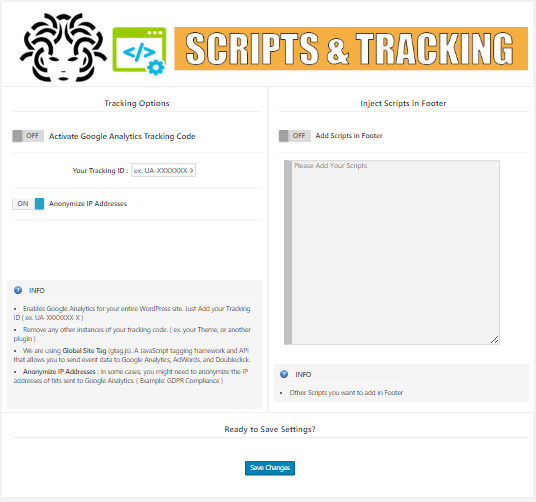 SCRIPTS & TRACKING
Tracking Options
OFF Activate Google Analytics Tracking Code
Your Tracking ID : ex. UA-XXXXXXX-X
ON Anonymize IP Addresses
INFO
• Enables Google Analytics for your entire WordPress site. Just Add your Tracking
ID ( ex. UA-XXXXXXX-X )
• Remove any other instances of your tracking code. ( ex. your Theme, or another
plugin )
• We are using Global Site Tag (gtag.js). A JavaScript tagging framework and API
that allows you to send event data to Google Analytics, AdWords, and Doubleclick.
• Anonymize IP Addresses : In some cases, you might need to anonymize the IP
addresses of hits sent to Google Analytics. ( Example: GDPR Compliance )
Inject Scripts in Footer
OFF Add Scripts in Footer
Please Add Your Scripts
INFO
• Other Scripts you want to add in Footer
Ready to Save Settings?
Save Changes